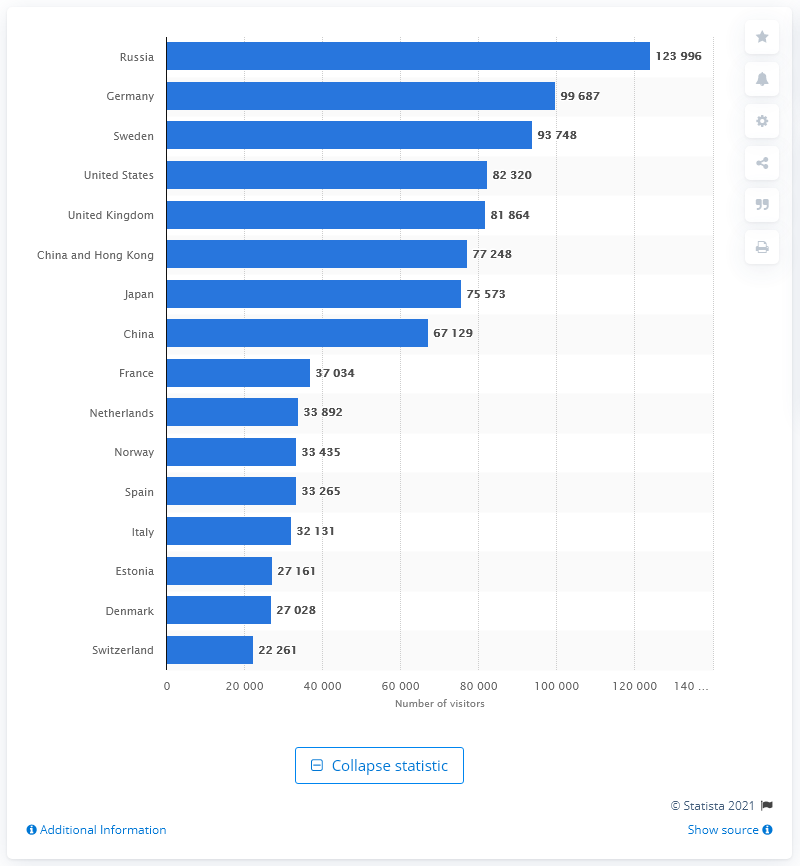 Russia 123 996
Germany 99 687
Sweden 93 748
United States 82 320
United Kingdom 81 864
China and Hong Kong 77 248
Japan 75 573
China 67 129
France 37 034
Netherlands 33 892
Norway 33 435
Spain 33 265
Italy 32 131
Estonia 27 161
Denmark 27 028
Switzerland 22 261
0 20 000 40 000 60 000 80 000 100 000 120 000 140 ...
Number of visitors
Collapse statistic
© Statista 2021
Additional Information Show source